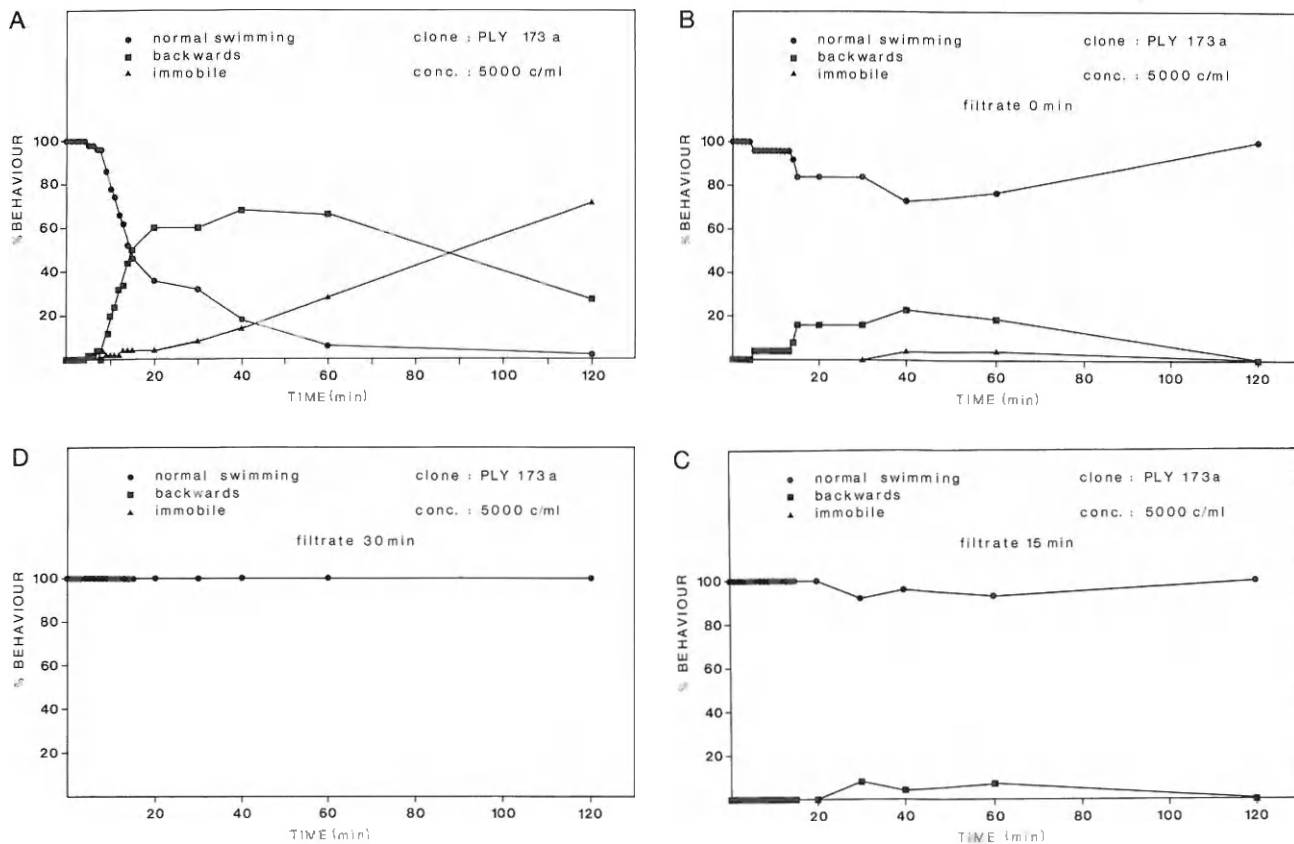 A
normal swimming clone : PLY 173a
backwards
immobile conc. : 5000 c/ml
% BEHAVIOUR
100
80
60
40
20
20 40 60 80 100 120
TIME (min)
B
normal swimming clone : PLY 173a
backwards
immobile conc. : 5000 c/ml
filtrate 0 min
% BEHAVIOUR
100
80
60
40
20
20 40 60 80 100 120
TIME (min)
D
normal swimming clone : PLY 173a
backwards
immobile conc. : 5000 c/ml
filtrate 30 min
% BEHAVIOUR
100
80
60
40
20
20 40 60 80 100 120
TIME (min)
C
normal swimming clone : PLY 173a
backwards
immobile conc. : 5000 c/ml
filtrate 15 min
% BEHAVIOUR
100
80
60
40
20
20 40 60 80 100 120
TIME (min)